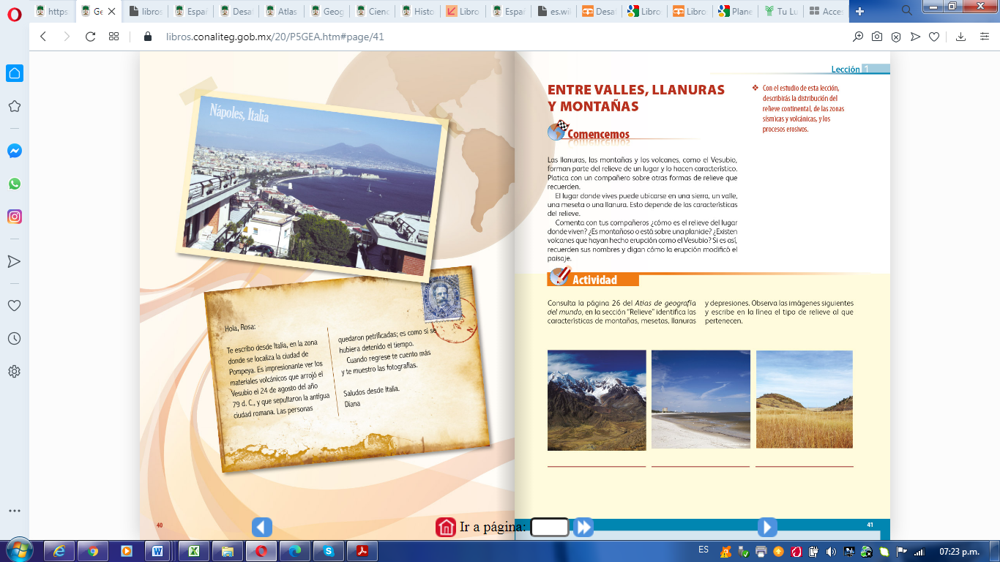 https
Ge
libros
Espa
Desa
Atlas
Geog
Cienc
Histo
Libro
Espa
es.wi
Desa
Libro
Libro
Plane
Tu Lu
Acces
libros.conaliteg.gob.mx/20/P5GEA.htm#page/41
Nápoles, Italia
Hola, Rosa:
Te escribo desde Italia, en la zona
donde se localiza la ciudad de
Pompeya. Es impresionante ver los
materiales volcánicos que arrojó el
Vesubio el 24 de agosto del año
79 d. C., y que sepultaron la antigua
ciudad romana. Las personas
quedaron petrificadas; es como si se
hubiera detenido el tiempo.
Cuando regrese te cuento más
y te muestro las fotografías.
Saludos desde Italia.
Diana
40
Lección 1
ENTRE VALLES, LLANURAS
Y MONTAÑAS
Con el estudio de esta lección,
describirás la distribución del
relieve continental, de las zonas
sísmicas y volcánicas, y los
procesos erosivos.
Comencemos
Las llanuras, las montañas y los volcanes, como el Vesubio,
forman parte del relieve de un lugar y lo hacen característico.
Platica con un compañero sobre otras formas de relieve que
recuerden.
El lugar donde vives puede ubicarse en una sierra, un valle,
una meseta o una llanura. Esto depende de las características
del relieve.
Comenta con tus compañeros ¿cómo es el relieve del lugar
donde viven? ¿Es montañoso o está sobre una planicie? ¿Existen
volcanes que hayan hecho erupción como el Vesubio? Si es así,
recuerden sus nombres y digan cómo la erupción modificó el
paisaje.
Actividad
Consulta la página 26 del Atlas de geografía
del mundo, en la sección "Relieve" identifica las
características de montañas, mesetas, llanuras
y depresiones. Observa las imágenes siguientes
y escribe en la línea el tipo de relieve al que
pertenecen.
41
Ir a página:
ES
07:23 p.m.